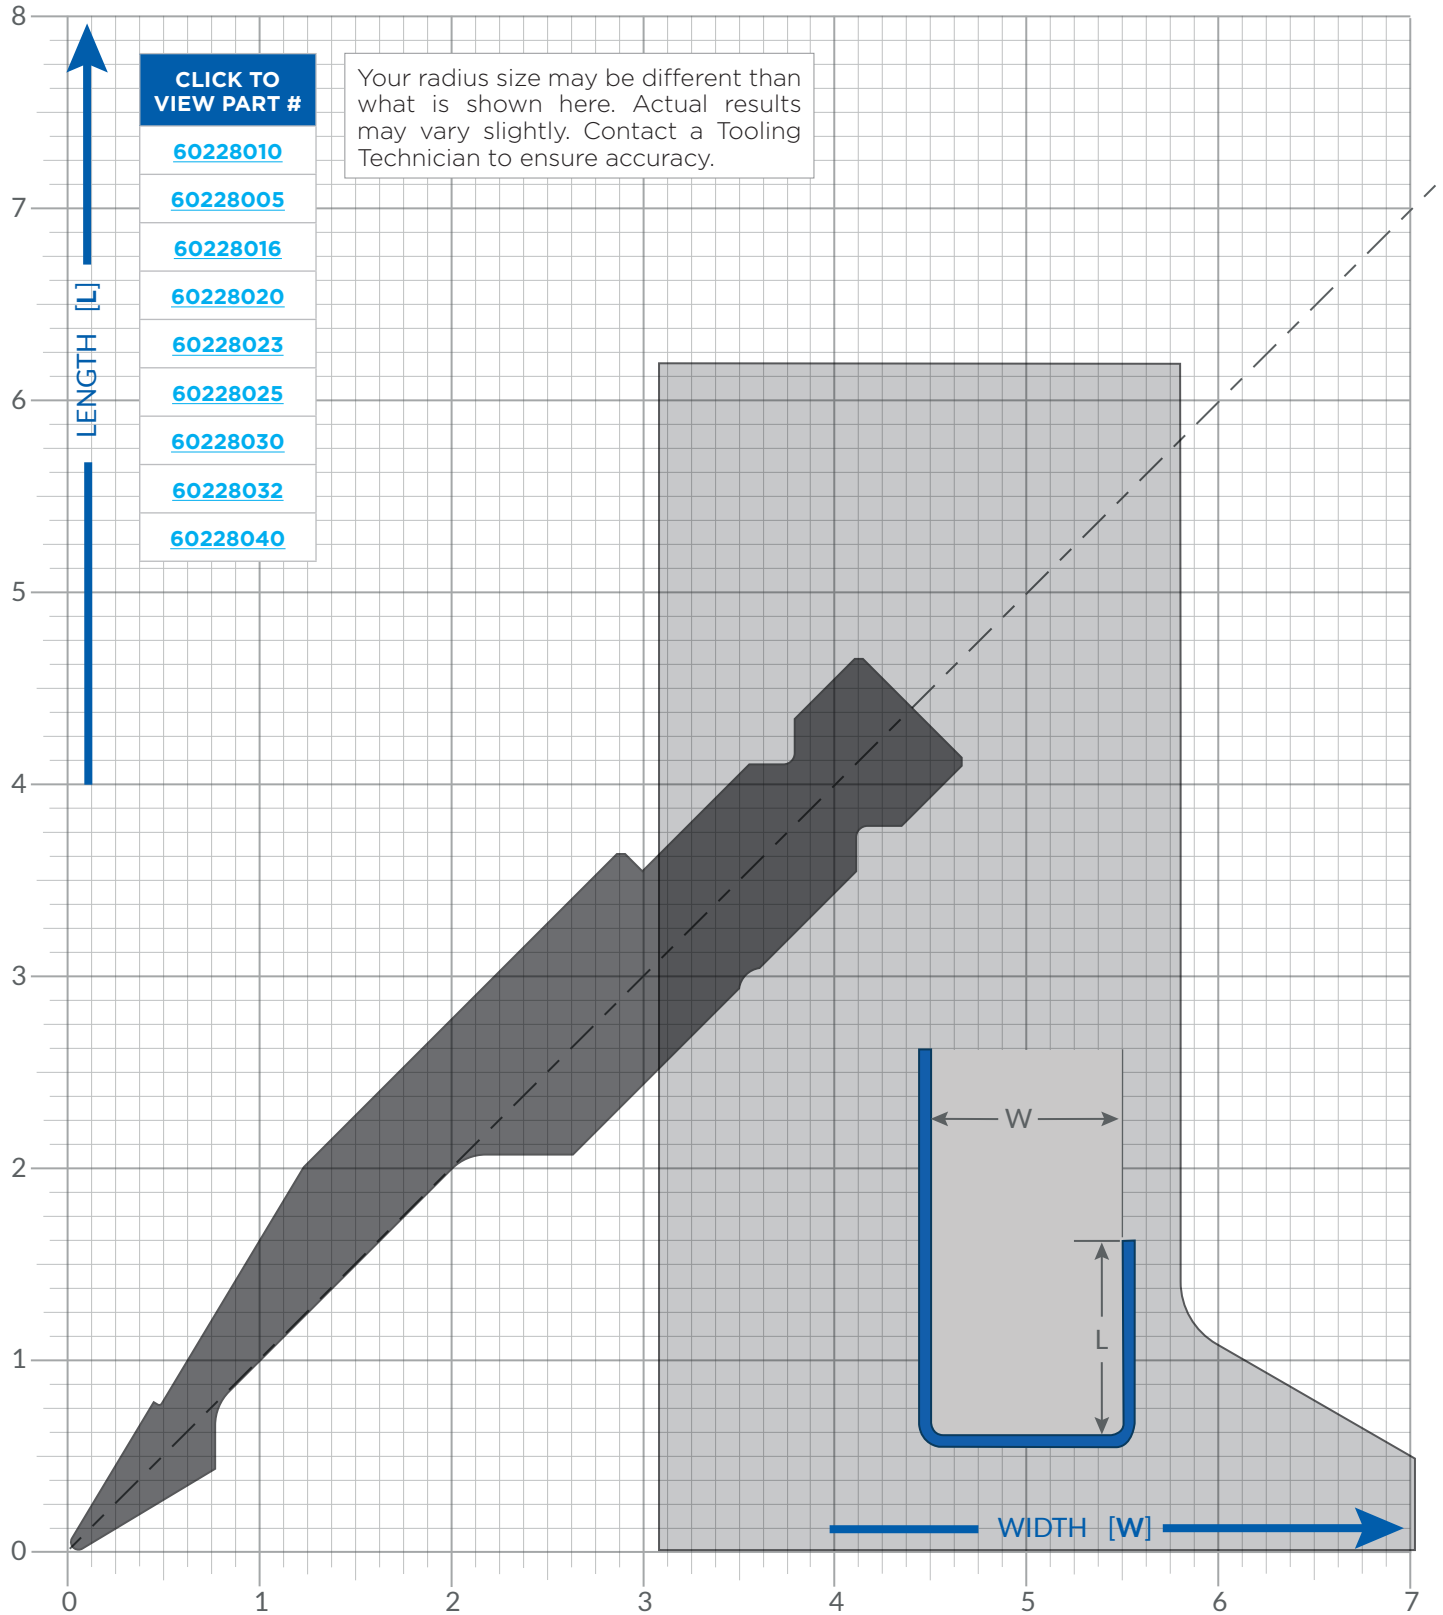 8
CLICK TO
VIEW PART #
60228010
60228005
60228016
60228020
60228023
60228025
60228030
60228032
60228040
Your radius size may be different than
what is shown here. Actual results
may vary slightly. Contact a Tooling
Technician to ensure accuracy.
7
LENGTH [L]
6
5
4
3
2
1
0
W
L
WIDTH [W]
0 1 2 3 4 5 6 7